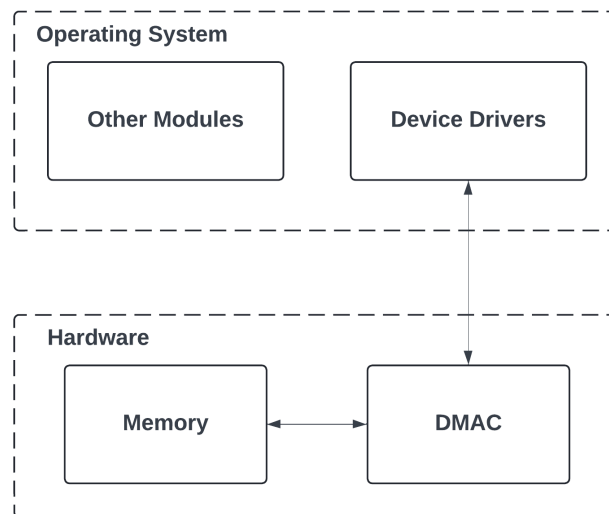 Operating System
Other Modules
Device Drivers
Hardware
Memory
DMAC